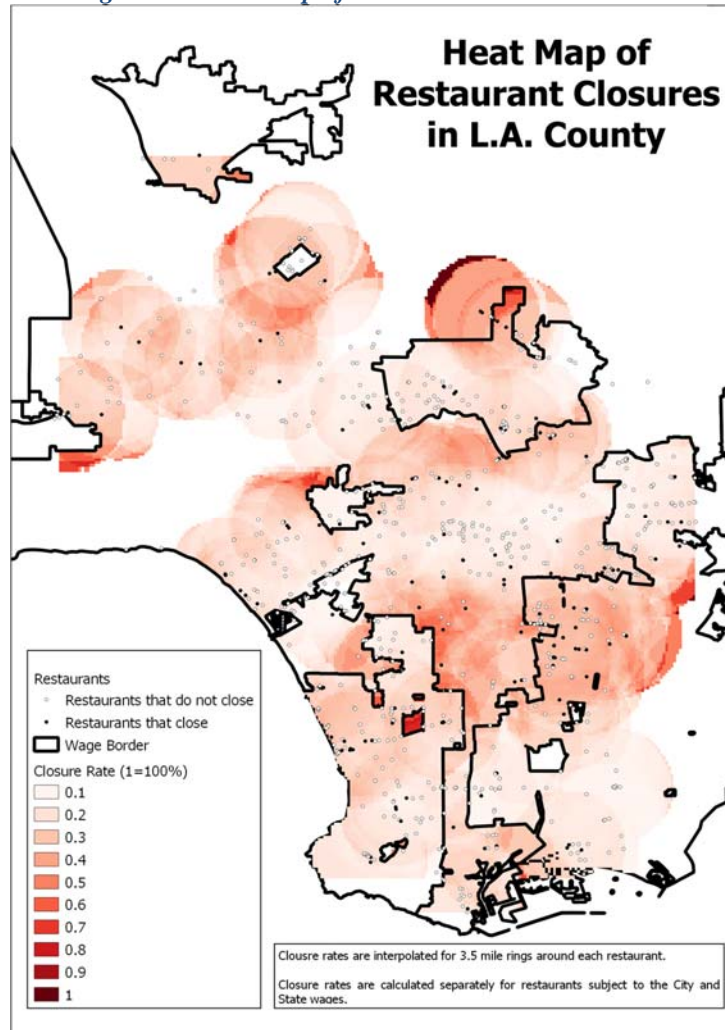 Heat Map of
Restaurant Closures
in L.A. County
Restaurants
Restaurants that do not close
Restaurants that close
Wage Border
Closure Rate (1=100%)
0.1
0.2
0.3
0.4
0.5
0.6
0.7
0.8
0.9
1
Clousre rates are interpolated for 3.5 mile rings around each restaurant.
Closure rates are calculated separately for restaurants subject to the City and
State wages.